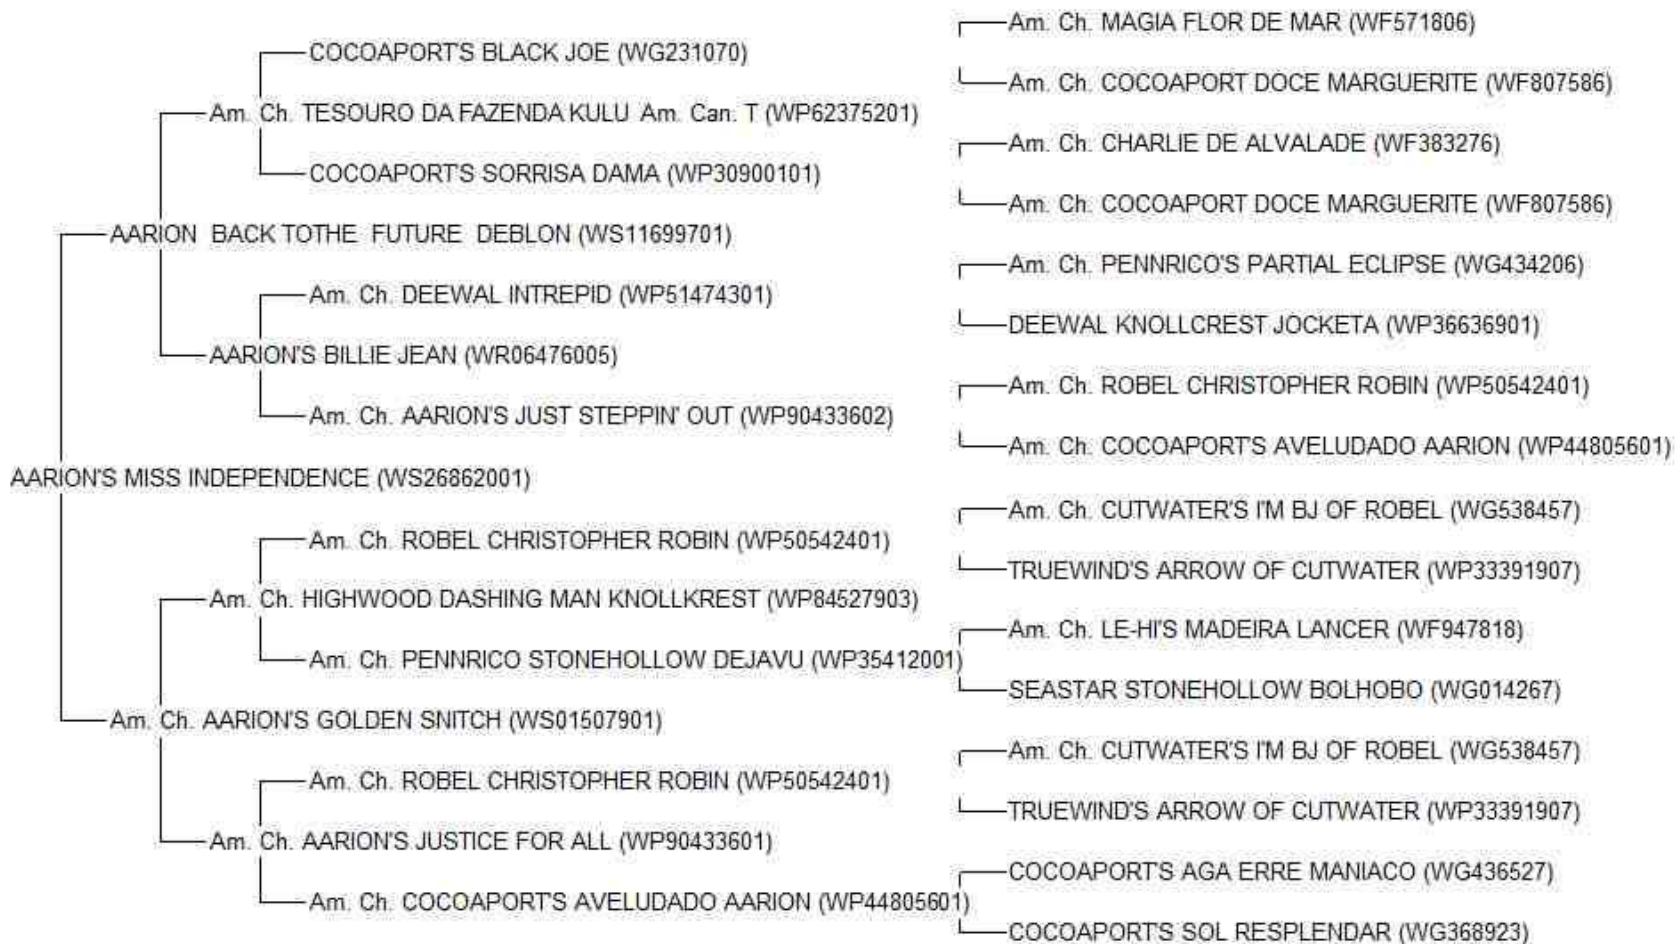 Am. Ch. MAGIA FLOR DE MAR (WF571806)
COCOAPORT'S BLACK JOE (WG231070)
Am. Ch. COCOAPORT DOCE MARGUERITE (WF807586)
Am. Ch. TESOURO DA FAZENDA KULU Am. Can. T (WP62375201)
Am. Ch. CHARLIE DE ALVALADE (WF383276)
COCOAPORT'S SORRISA DAMA (WP30900101)
Am. Ch. COCOAPORT DOCE MARGUERITE (WF807586)
AARION BACK TOTHE FUTURE DEBLON (WS11699701)
Am. Ch. PENNRICO'S PARTIAL ECLIPSE (WG434206)
Am. Ch. DEEWAL INTREPID (WP51474301)
DEEWAL KNOLLCREST JOCKETA (WP36636901)
AARION'S BILLIE JEAN (WR06476005)
Am. Ch. ROBEL CHRISTOPHER ROBIN (WP50542401)
Am. Ch. AARION'S JUST STEPPIN' OUT (WP90433602)
Am. Ch. COCOAPORT'S AVELUDADO AARION (WP44805601)
AARION'S MISS INDEPENDENCE (WS26862001)
Am. Ch. CUTWATER'S I'M BJ OF ROBEL (WG538457)
Am. Ch. ROBEL CHRISTOPHER ROBIN (WP50542401)
TRUEWIND'S ARROW OF CUTWATER (WP33391907)
Am. Ch. HIGHWOOD DASHING MAN KNOLLKREST (WP84527903)
Am. Ch. LE-HI'S MADEIRA LANCER (WF947818)
Am. Ch. PENNRICO STONEHOLLOW DEJAVU (WP35412001)
SEASTAR STONEHOLLOW BOLHOBO (WG014267)
Am. Ch. AARION'S GOLDEN SNITCH (WS01507901)
Am. Ch. CUTWATER'S I'M BJ OF ROBEL (WG538457)
Am. Ch. ROBEL CHRISTOPHER ROBIN (WP50542401)
TRUEWIND'S ARROW OF CUTWATER (WP33391907)
Am. Ch. AARION'S JUSTICE FOR ALL (WP90433601)
COCOAPORT'S AGA ERRE MANIACO (WG436527)
Am. Ch. COCOAPORT'S AVELUDADO AARION (WP44805601)
COCOAPORT'S SOL RESPLENDAR (WG368923)